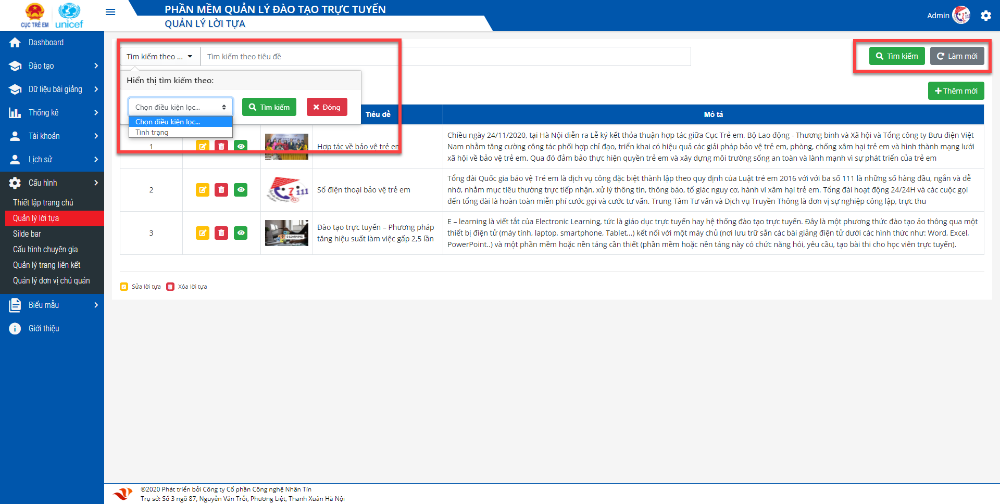 CỤC TRẺ EM
unicef
PHẦN MỀM QUẢN LÝ ĐÀO TẠO TRỰC TUYẾN
QUẢN LÝ LỜI TỰA
Admin
Dashboard
Đào tạo
Dữ liệu bài giảng
Thống kê
Tài khoản
Lịch sử
Cấu hình
Thiết lập trang chủ
Quản lý lời tựa
Silde bar
Cấu hình chuyên gia
Quản lý trang liên kết
Quản lý đơn vị chủ quản
Biểu mẫu
Giới thiệu
Tìm kiếm theo ...
Tìm kiếm theo tiêu đề
Tìm kiếm
Làm mới
Hiển thị tìm kiếm theo:
Chọn điều kiện lọc...
Tìm kiếm
Đóng
Chọn điều kiện lọc...
Tình trạng
Thêm mới
Tiêu đề
Mô tả
1
Hợp tác về bảo vệ trẻ em
Chiều ngày 24/11/2020, tại Hà Nội diễn ra Lễ ký kết thỏa thuận hợp tác giữa Cục Trẻ em, Bộ Lao động - Thương binh và Xã hội và Tổng công ty Bưu điện Việt
Nam nhằm tăng cường công tác phối hợp chỉ đạo, triển khai có hiệu quả các giải pháp bảo vệ trẻ em, phòng, chống xâm hại trẻ em và hình thành mạng lưới
xã hội về bảo vệ trẻ em. Qua đó đảm bảo thực hiện quyền trẻ em và xây dựng môi trường sống an toàn và lành mạnh vì sự phát triển của trẻ em
2
Số điện thoại bảo vệ trẻ em
Tổng đài Quốc gia bảo vệ Trẻ em là dịch vụ công đặc biệt thành lập theo quy định của Luật trẻ em 2016 với với ba số 111 là những số hàng đầu, ngắn và dễ
nhớ, nhằm mục tiêu thường trực tiếp nhận, xử lý thông tin, thông báo, tố giác nguy cơ, hành vi xâm hại trẻ em. Tổng đài hoạt động 24/24H và các cuộc gọi
đến tổng đài là hoàn toàn miễn phí cước gọi và cước tư vấn. Trung Tâm Tư vấn và Dịch vụ Truyền Thông là đơn vị sự nghiệp công lập, trực thu
3
E-LEARNING
Đào tạo trực tuyến – Phương pháp
tăng hiệu suất làm việc gấp 2,5 lần
E – learning là viết tắt của Electronic Learning, tức là giáo dục trực tuyến hay hệ thống đào tạo trực tuyến. Đây là một phương thức đào tạo ảo thông qua một
thiết bị điện tử (máy tính, laptop, smartphone, Tablet,..) kết nối với một máy chủ (nơi lưu trữ sẵn các bài giảng điện tử dưới các hình thức như: Word, Excel,
PowerPoint..) và một phần mềm hoặc nền tảng cần thiết (phần mềm hoặc nền tảng này có chức năng hỏi, yêu cầu, tạo bài thi cho học viên trực tuyến).
Sửa lời tựa
Xóa lời tựa
©2020 Phát triển bởi Công ty Cổ phần Công nghệ Nhân Tín
Trụ sở: Số 3 ngõ 87, Nguyễn Văn Trỗi, Phương Liệt, Thanh Xuân Hà Nội